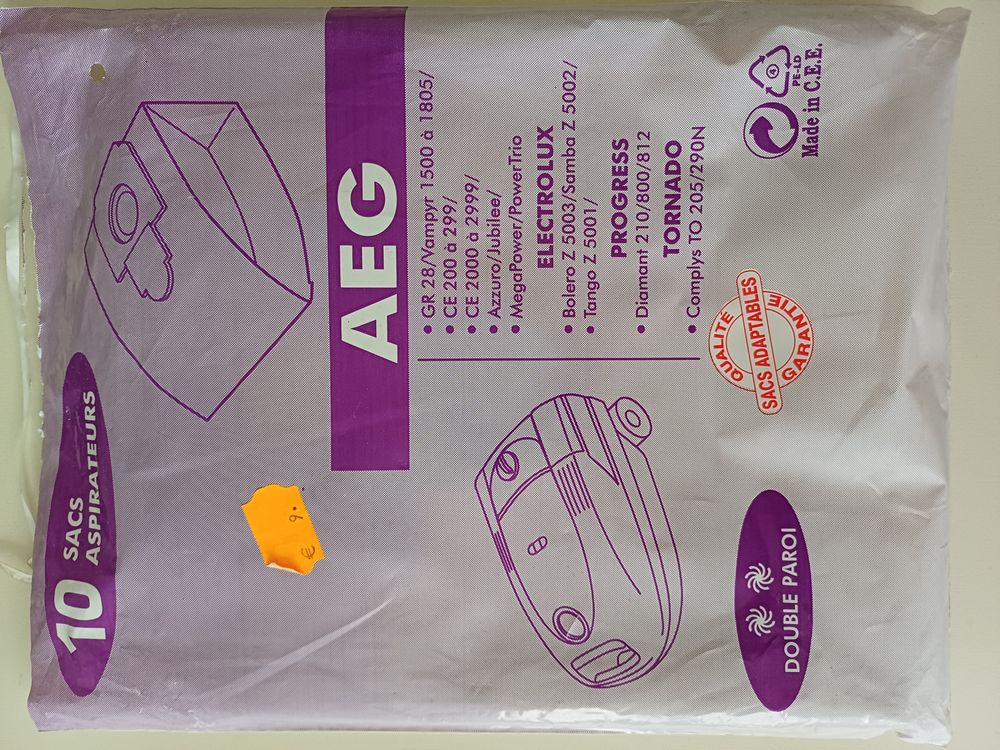 10 SACS
ASPIRATEURS
AEG
• GR 28/Vampyr 1500 à 1805/
• CE 200 à 299/
• CE 2000 à 2999/
• Azzuro/Jubilee/
• MegaPower/PowerTrio
ELECTROLUX
• Bolero Z 5003/Samba Z 5002/
• Tango Z 5001/
PROGRESS
• Diamant 210/800/812
TORNADO
• Complys TO 205/290N
€ 9.
QUALITÉ
SACS ADAPTABLES
GARANTIE
DOUBLE PAROI
4
PE-LD
Made in C.E.E.